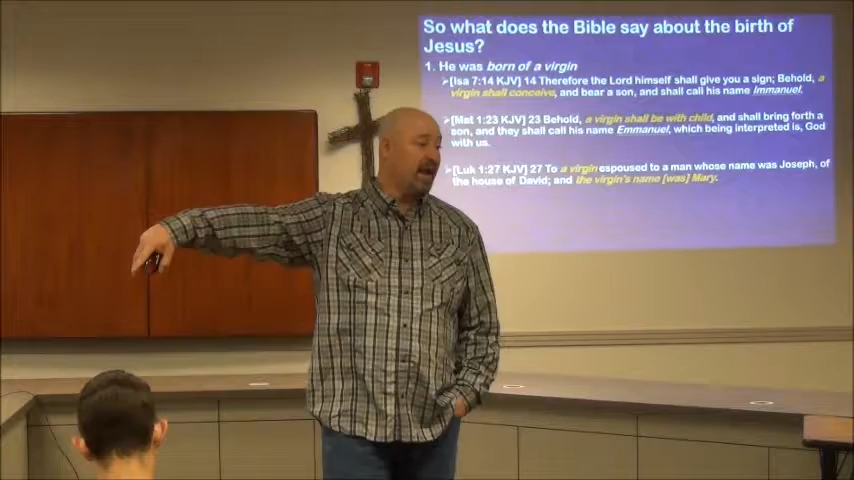 So what does the Bible say about the birth of
Jesus?
1. He was born of a virgin
➢[Isa 7:14 KJV] 14 Therefore the Lord himself shall give you a sign; Behold, a
virgin shall conceive, and bear a son, and shall call his name Immanuel.
➢[Mat 1:23 KJV] 23 Behold, a virgin shall be with child, and shall bring forth a
son, and they shall call his name Emmanuel, which being interpreted is, God
with us.
➢[Luk 1:27 KJV] 27 To a virgin espoused to a man whose name was Joseph, of
the house of David; and the virgin's name [was] Mary.